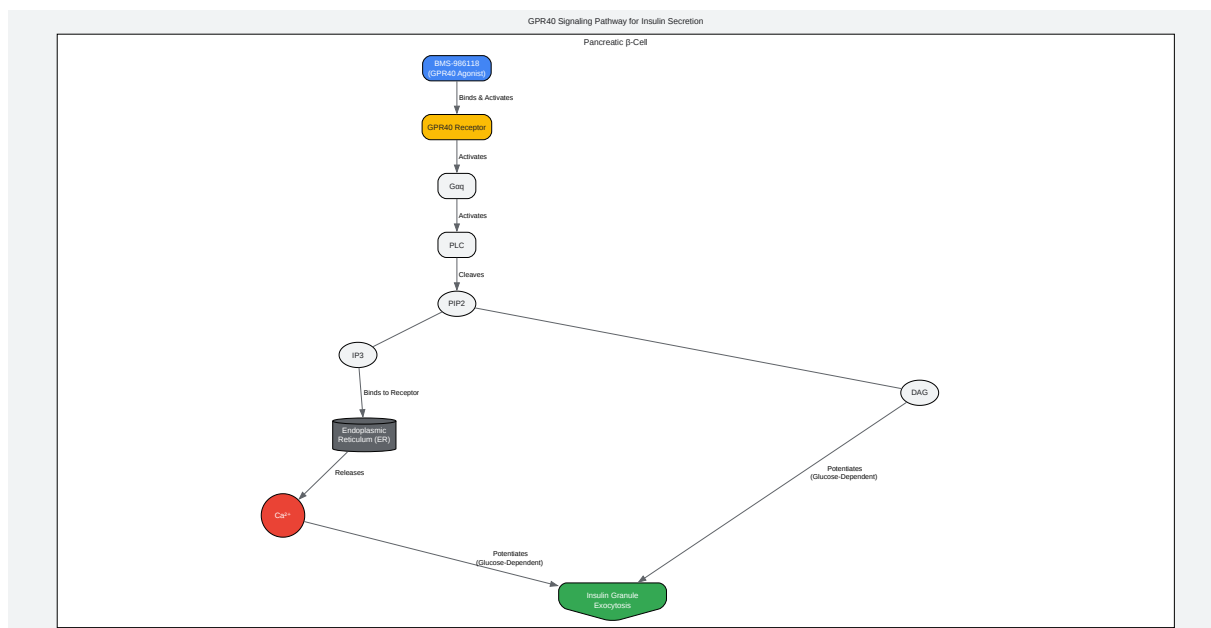 GPR40 Signaling Pathway for Insulin Secretion
Pancreatic β-Cell
BMS-986118
(GPR40 Agonist)
Binds & Activates
GPR40 Receptor
Activates
Gαq
Activates
PLC
Cleaves
PIP2
IP3
DAG
Binds to Receptor
Endoplasmic
Reticulum (ER)
Releases
Potentiates
(Glucose-Dependent)
Ca²⁺
Potentiates
(Glucose-Dependent)
Insulin Granule
Exocytosis